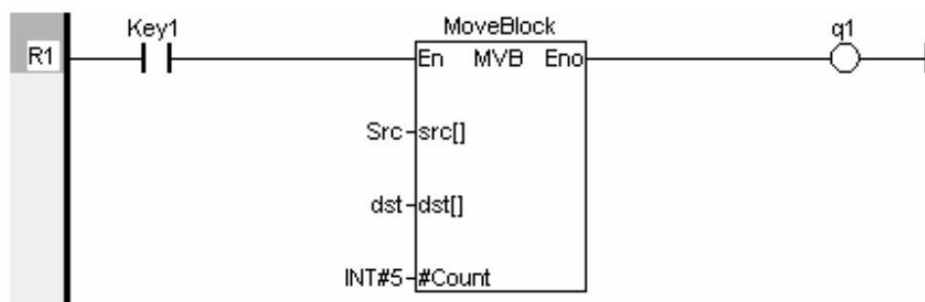 Key1 MoveBlock q1
R1 En MVB Eno
Src src[]
dst dst[]
INT#5 #Count